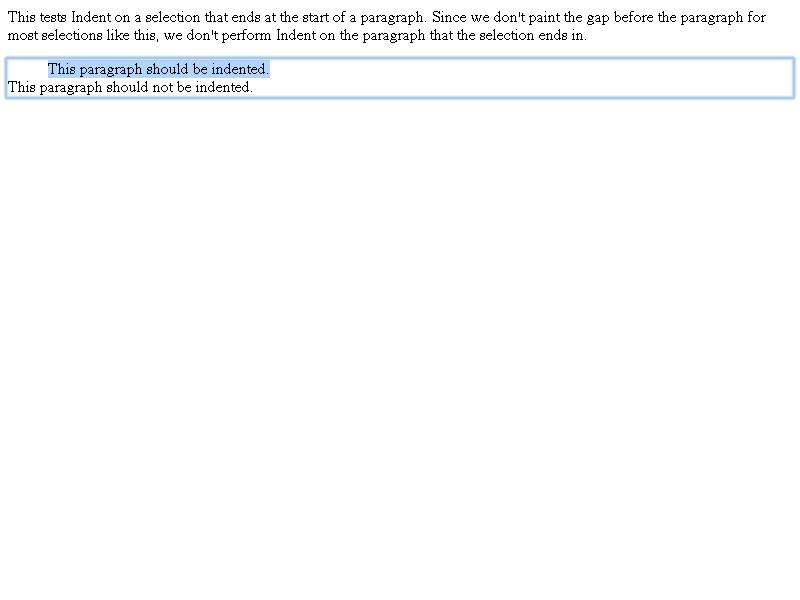 This tests Indent on a selection that ends at the start of a paragraph. Since we don't paint the gap before the paragraph for
most selections like this, we don't perform Indent on the paragraph that the selection ends in.
This paragraph should be indented.
This paragraph should not be indented.